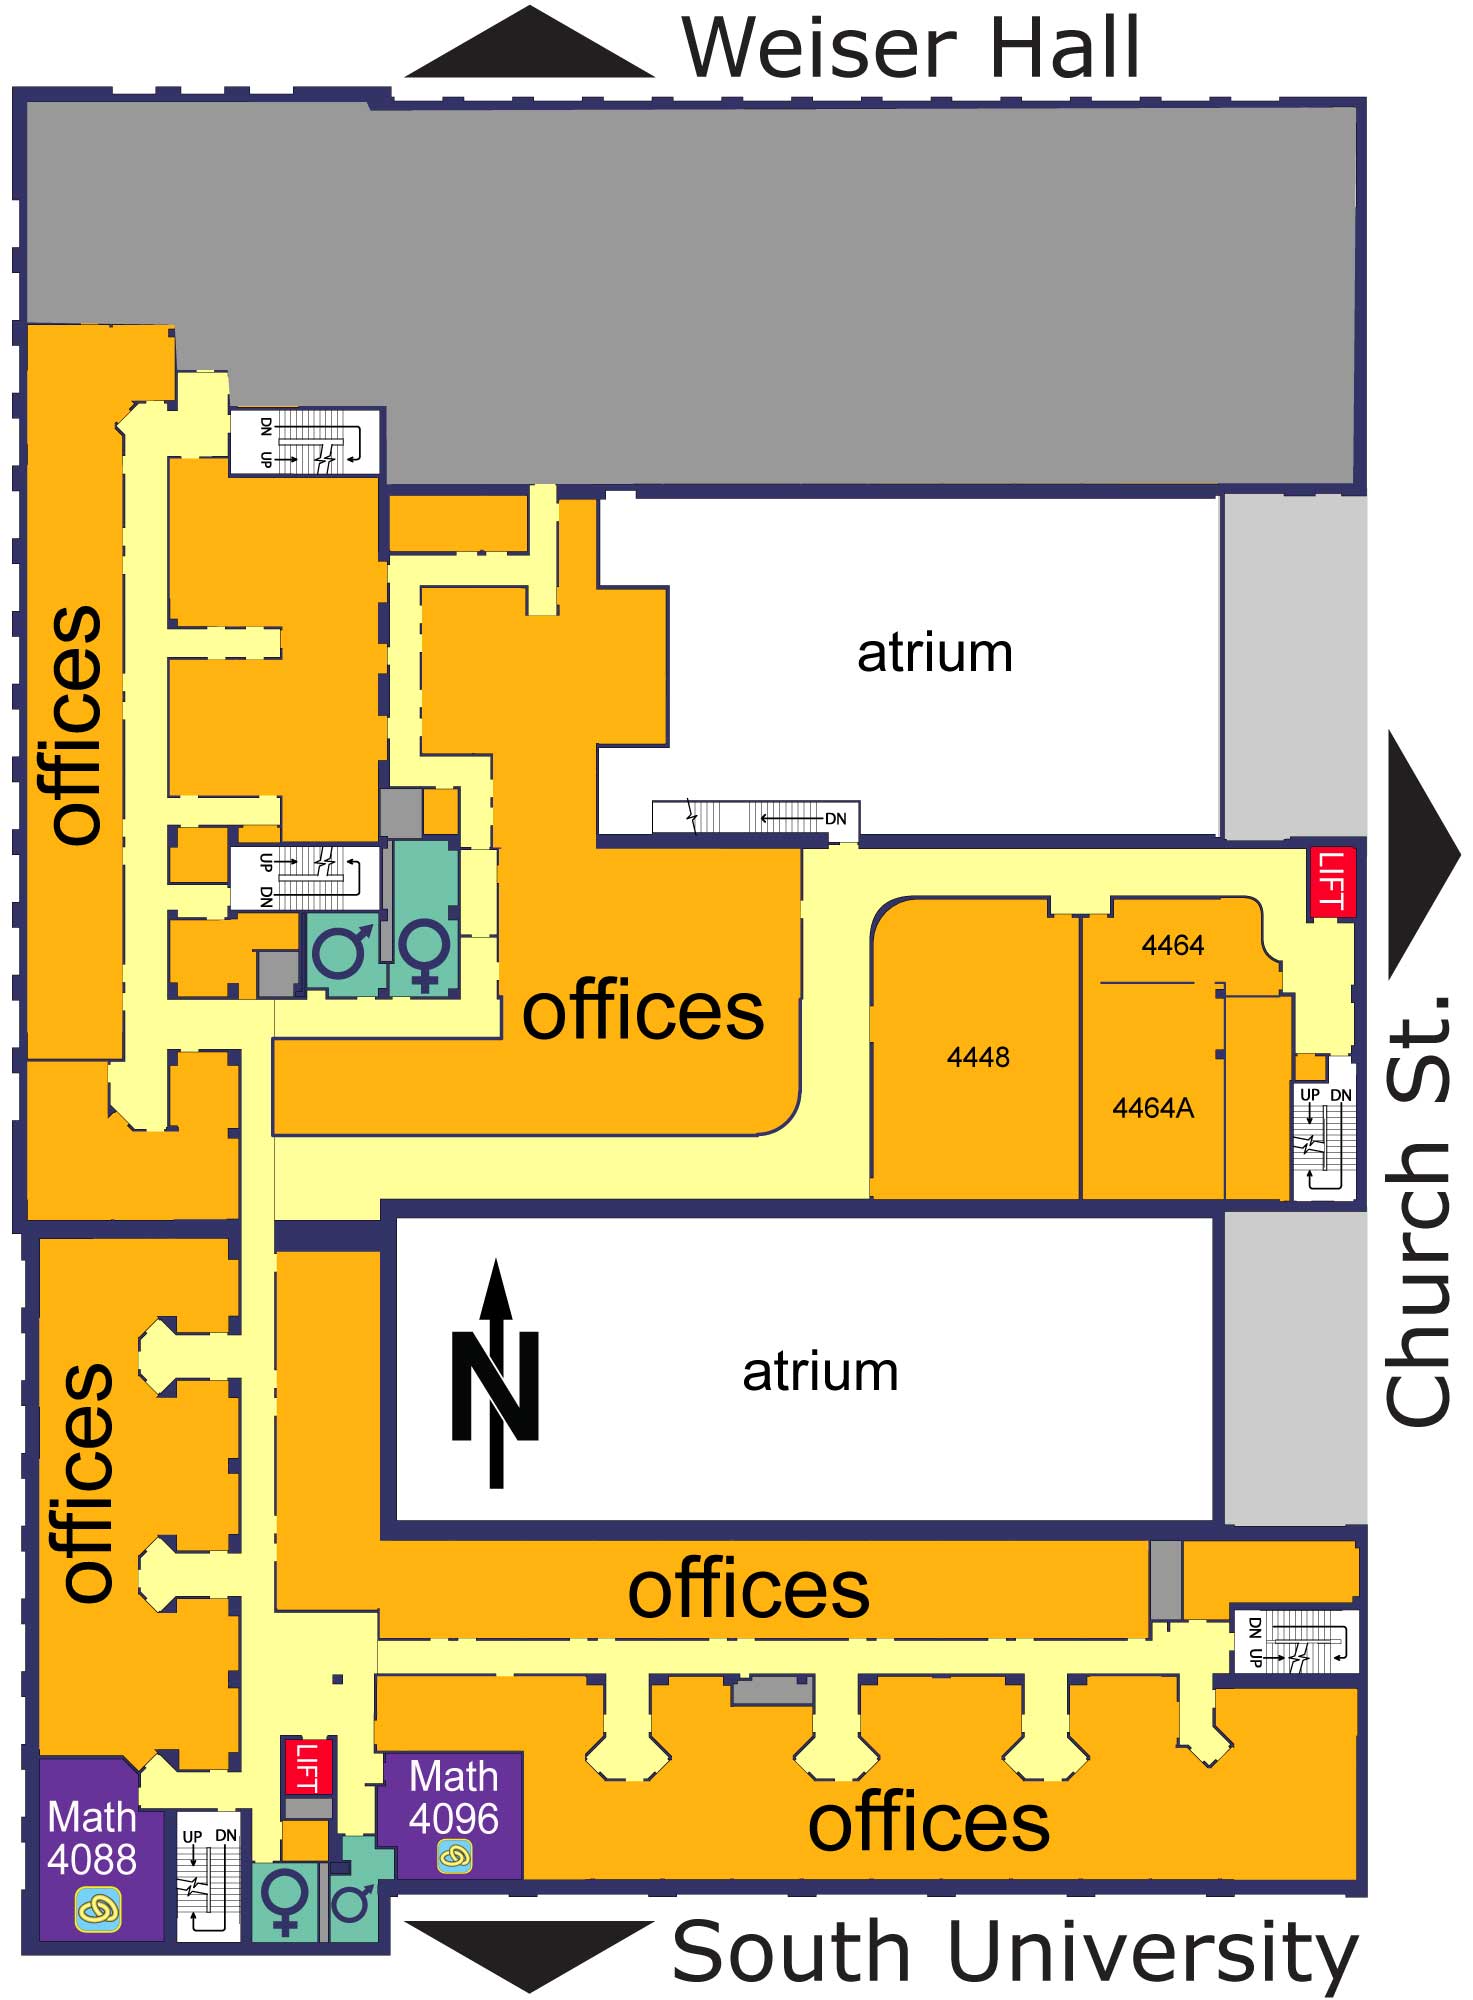 Weiser Hall
DN
UP
offices
atrium
DN
UP
DN
LIFT
4464
offices
4448
4464A
UP DN
Church St.
offices
N
atrium
offices
DN
UP
LIFT
Math
4096
Math
4088
UP DN
offices
South University